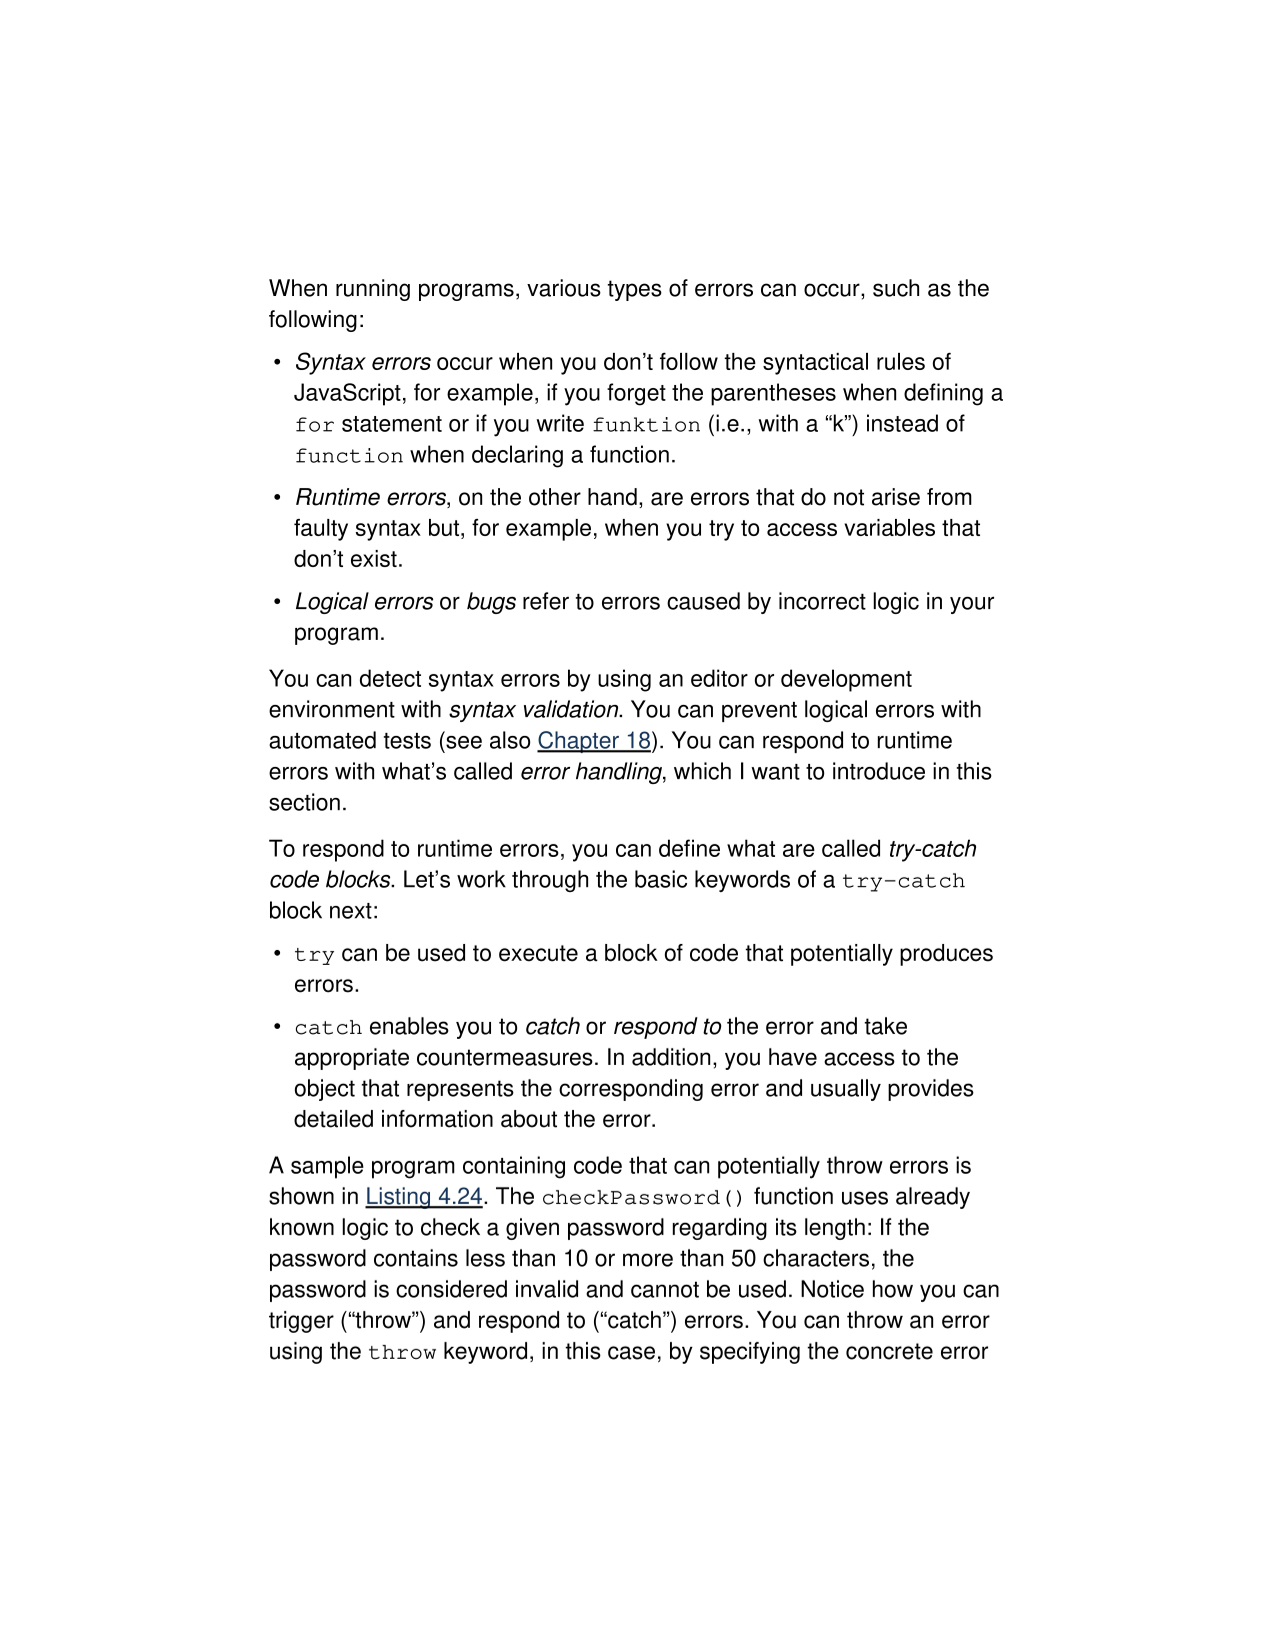 When running programs, various types of errors can occur, such as the
following:
• Syntax errors occur when you don’t follow the syntactical rules of
JavaScript, for example, if you forget the parentheses when defining a
for statement or if you write funktion (i.e., with a “k”) instead of
function when declaring a function.
• Runtime errors, on the other hand, are errors that do not arise from
faulty syntax but, for example, when you try to access variables that
don’t exist.
• Logical errors or bugs refer to errors caused by incorrect logic in your
program.
You can detect syntax errors by using an editor or development
environment with syntax validation. You can prevent logical errors with
automated tests (see also Chapter 18). You can respond to runtime
errors with what’s called error handling, which I want to introduce in this
section.
To respond to runtime errors, you can define what are called try-catch
code blocks. Let’s work through the basic keywords of a try-catch
block next:
• try can be used to execute a block of code that potentially produces
errors.
• catch enables you to catch or respond to the error and take
appropriate countermeasures. In addition, you have access to the
object that represents the corresponding error and usually provides
detailed information about the error.
A sample program containing code that can potentially throw errors is
shown in Listing 4.24. The checkPassword() function uses already
known logic to check a given password regarding its length: If the
password contains less than 10 or more than 50 characters, the
password is considered invalid and cannot be used. Notice how you can
trigger (“throw”) and respond to (“catch”) errors. You can throw an error
using the throw keyword, in this case, by specifying the concrete error